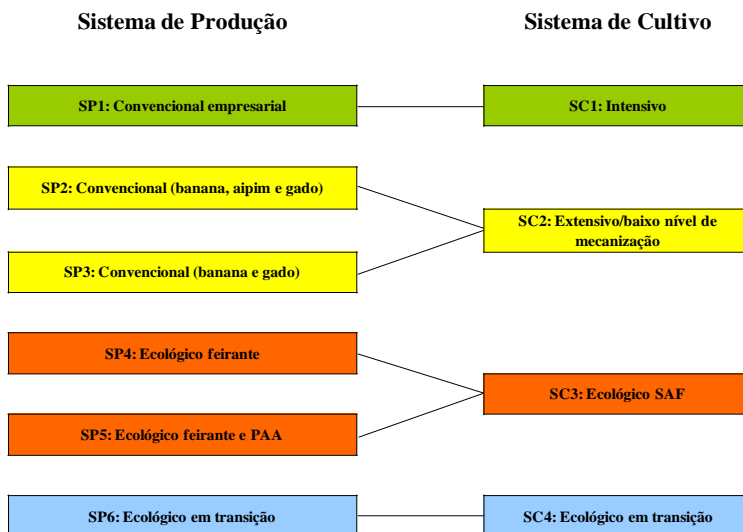 Sistema de Produção
Sistema de Cultivo
SP1: Convencional empresarial
SC1: Intensivo
SP2: Convencional (banana, aipim e gado)
SC2: Extensivo/baixo nível de
mecanização
SP3: Convencional (banana e gado)
SP4: Ecológico feirante
SC3: Ecológico SAF
SP5: Ecológico feirante e PAA
SP6: Ecológico em transição
SC4: Ecológico em transição